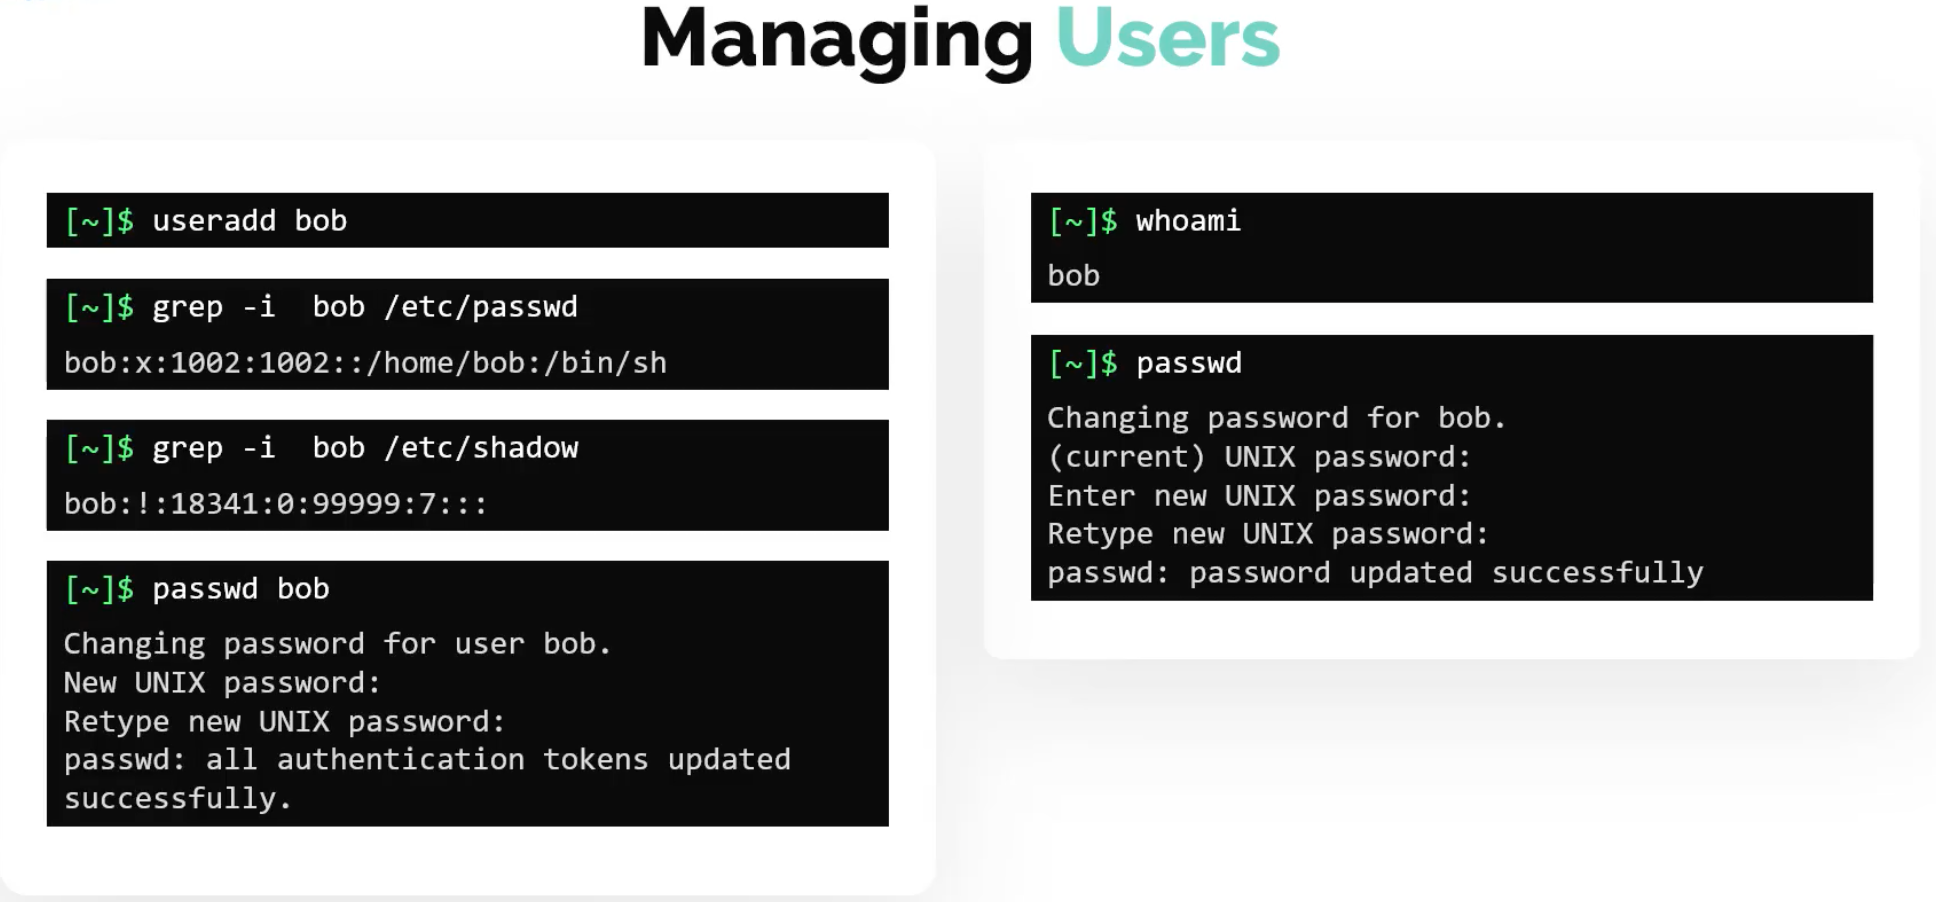 Managing Users
[~]$ useradd bob
[~]$ grep -i  bob /etc/passwd
bob:x:1002:1002::/home/bob:/bin/sh
[~]$ grep -i  bob /etc/shadow
bob:!:18341:0:99999:7:::
[~]$ passwd bob
Changing password for user bob.
New UNIX password:
Retype new UNIX password:
passwd: all authentication tokens updated
successfully.
[~]$ whoami
bob
[~]$ passwd
Changing password for bob.
(current) UNIX password:
Enter new UNIX password:
Retype new UNIX password:
passwd: password updated successfully